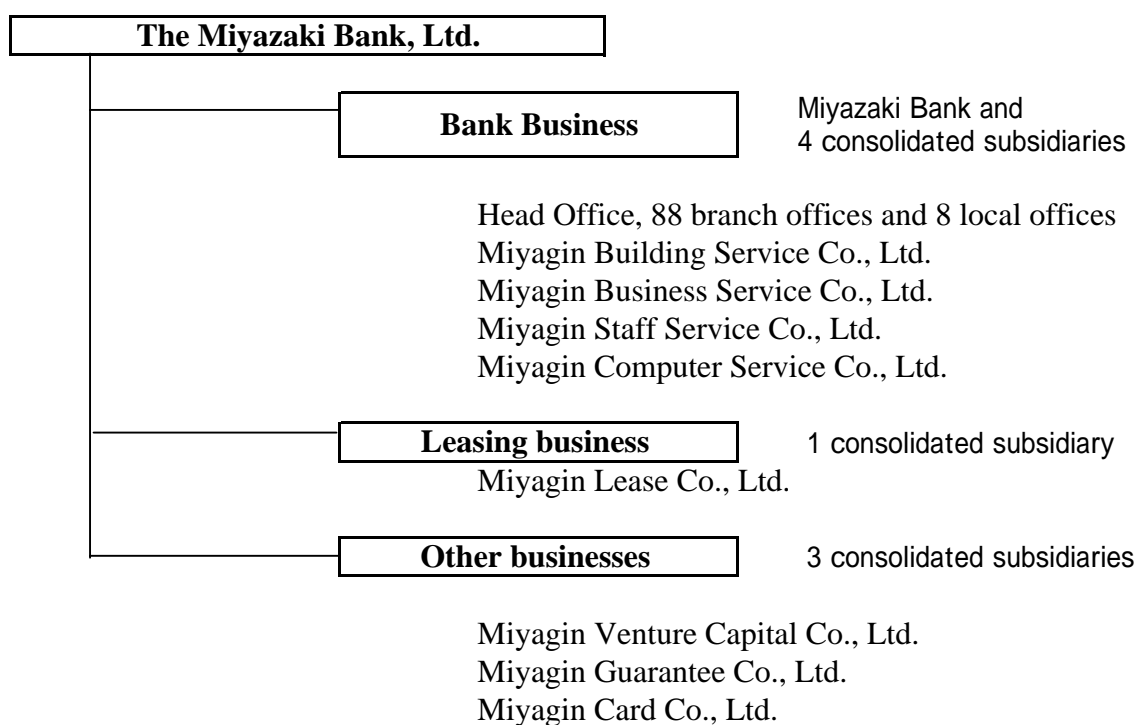 The Miyazaki Bank, Ltd.
Bank Business
Miyazaki Bank and
4 consolidated subsidiaries
Head Office, 88 branch offices and 8 local offices
Miyagin Building Service Co., Ltd.
Miyagin Business Service Co., Ltd.
Miyagin Staff Service Co., Ltd.
Miyagin Computer Service Co., Ltd.
Leasing business
1 consolidated subsidiary
Miyagin Lease Co., Ltd.
Other businesses
3 consolidated subsidiaries
Miyagin Venture Capital Co., Ltd.
Miyagin Guarantee Co., Ltd.
Miyagin Card Co., Ltd.